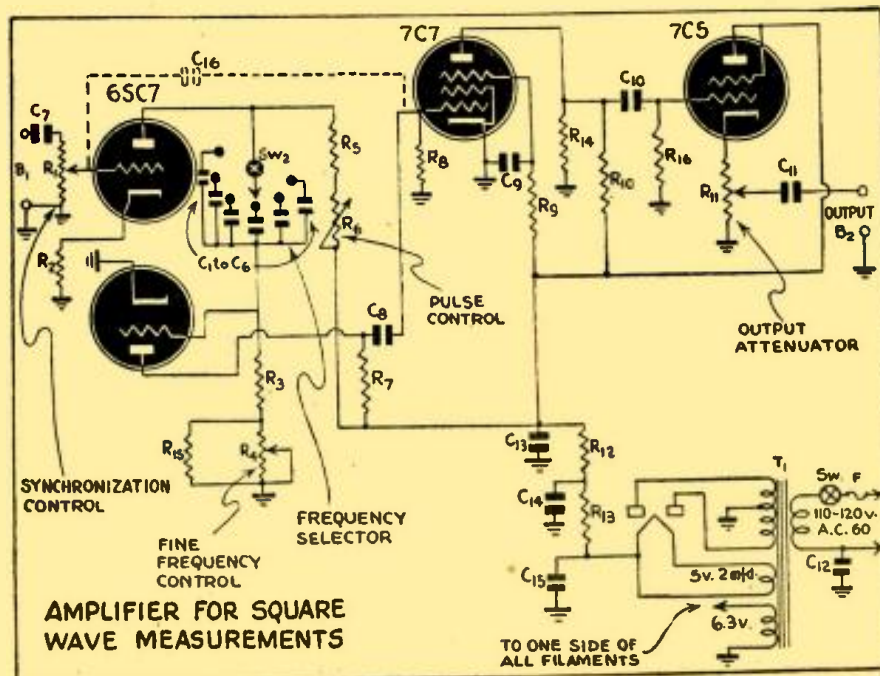 7C7
7C5
C16
6SC7
C7
R1
B1
Sw2
R5
R8
C9
R9
R14
C10
R10
R16
R11
C11
OUTPUT
B2
R2
C1 to C6
R6
PULSE
CONTROL
OUTPUT
ATTENUATOR
C8
R3
R7
R15
R4
SYNCHRONIZATION
CONTROL
FINE
FREQUENCY
CONTROL
FREQUENCY
SELECTOR
C13
R12
C14
R13
C15
T1
Sw. F
110-120v.
A.C. 60
C12
5v. 2
6.3v.
TO ONE SIDE OF
ALL FILAMENTS
AMPLIFIER FOR SQUARE
WAVE MEASUREMENTS